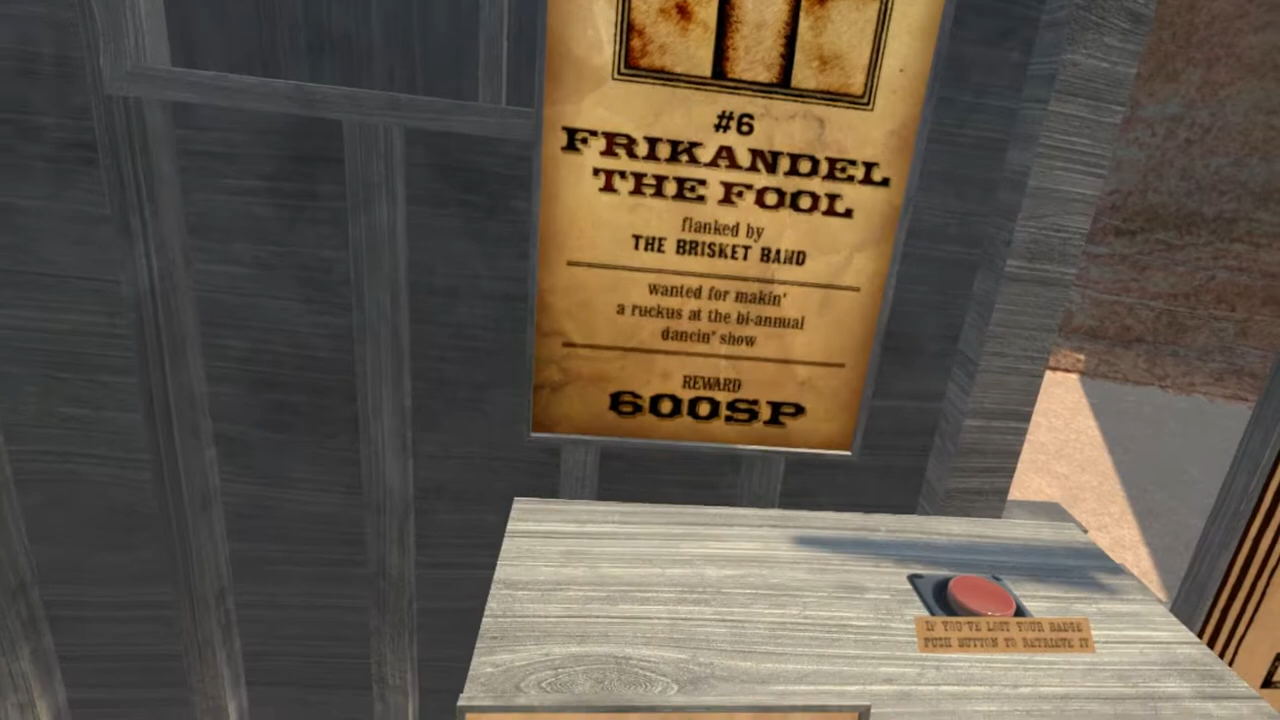 #6
FRIKANDEL
THE FOOL
flanked by
THE BRISKET BAND
wanted for makin'
a ruckus at the bi-annual
dancin' show
REWARD
600SP
IF YOU'VE LOST YOUR BADGE
PUSH BUTTON TO RETRIEVE IT